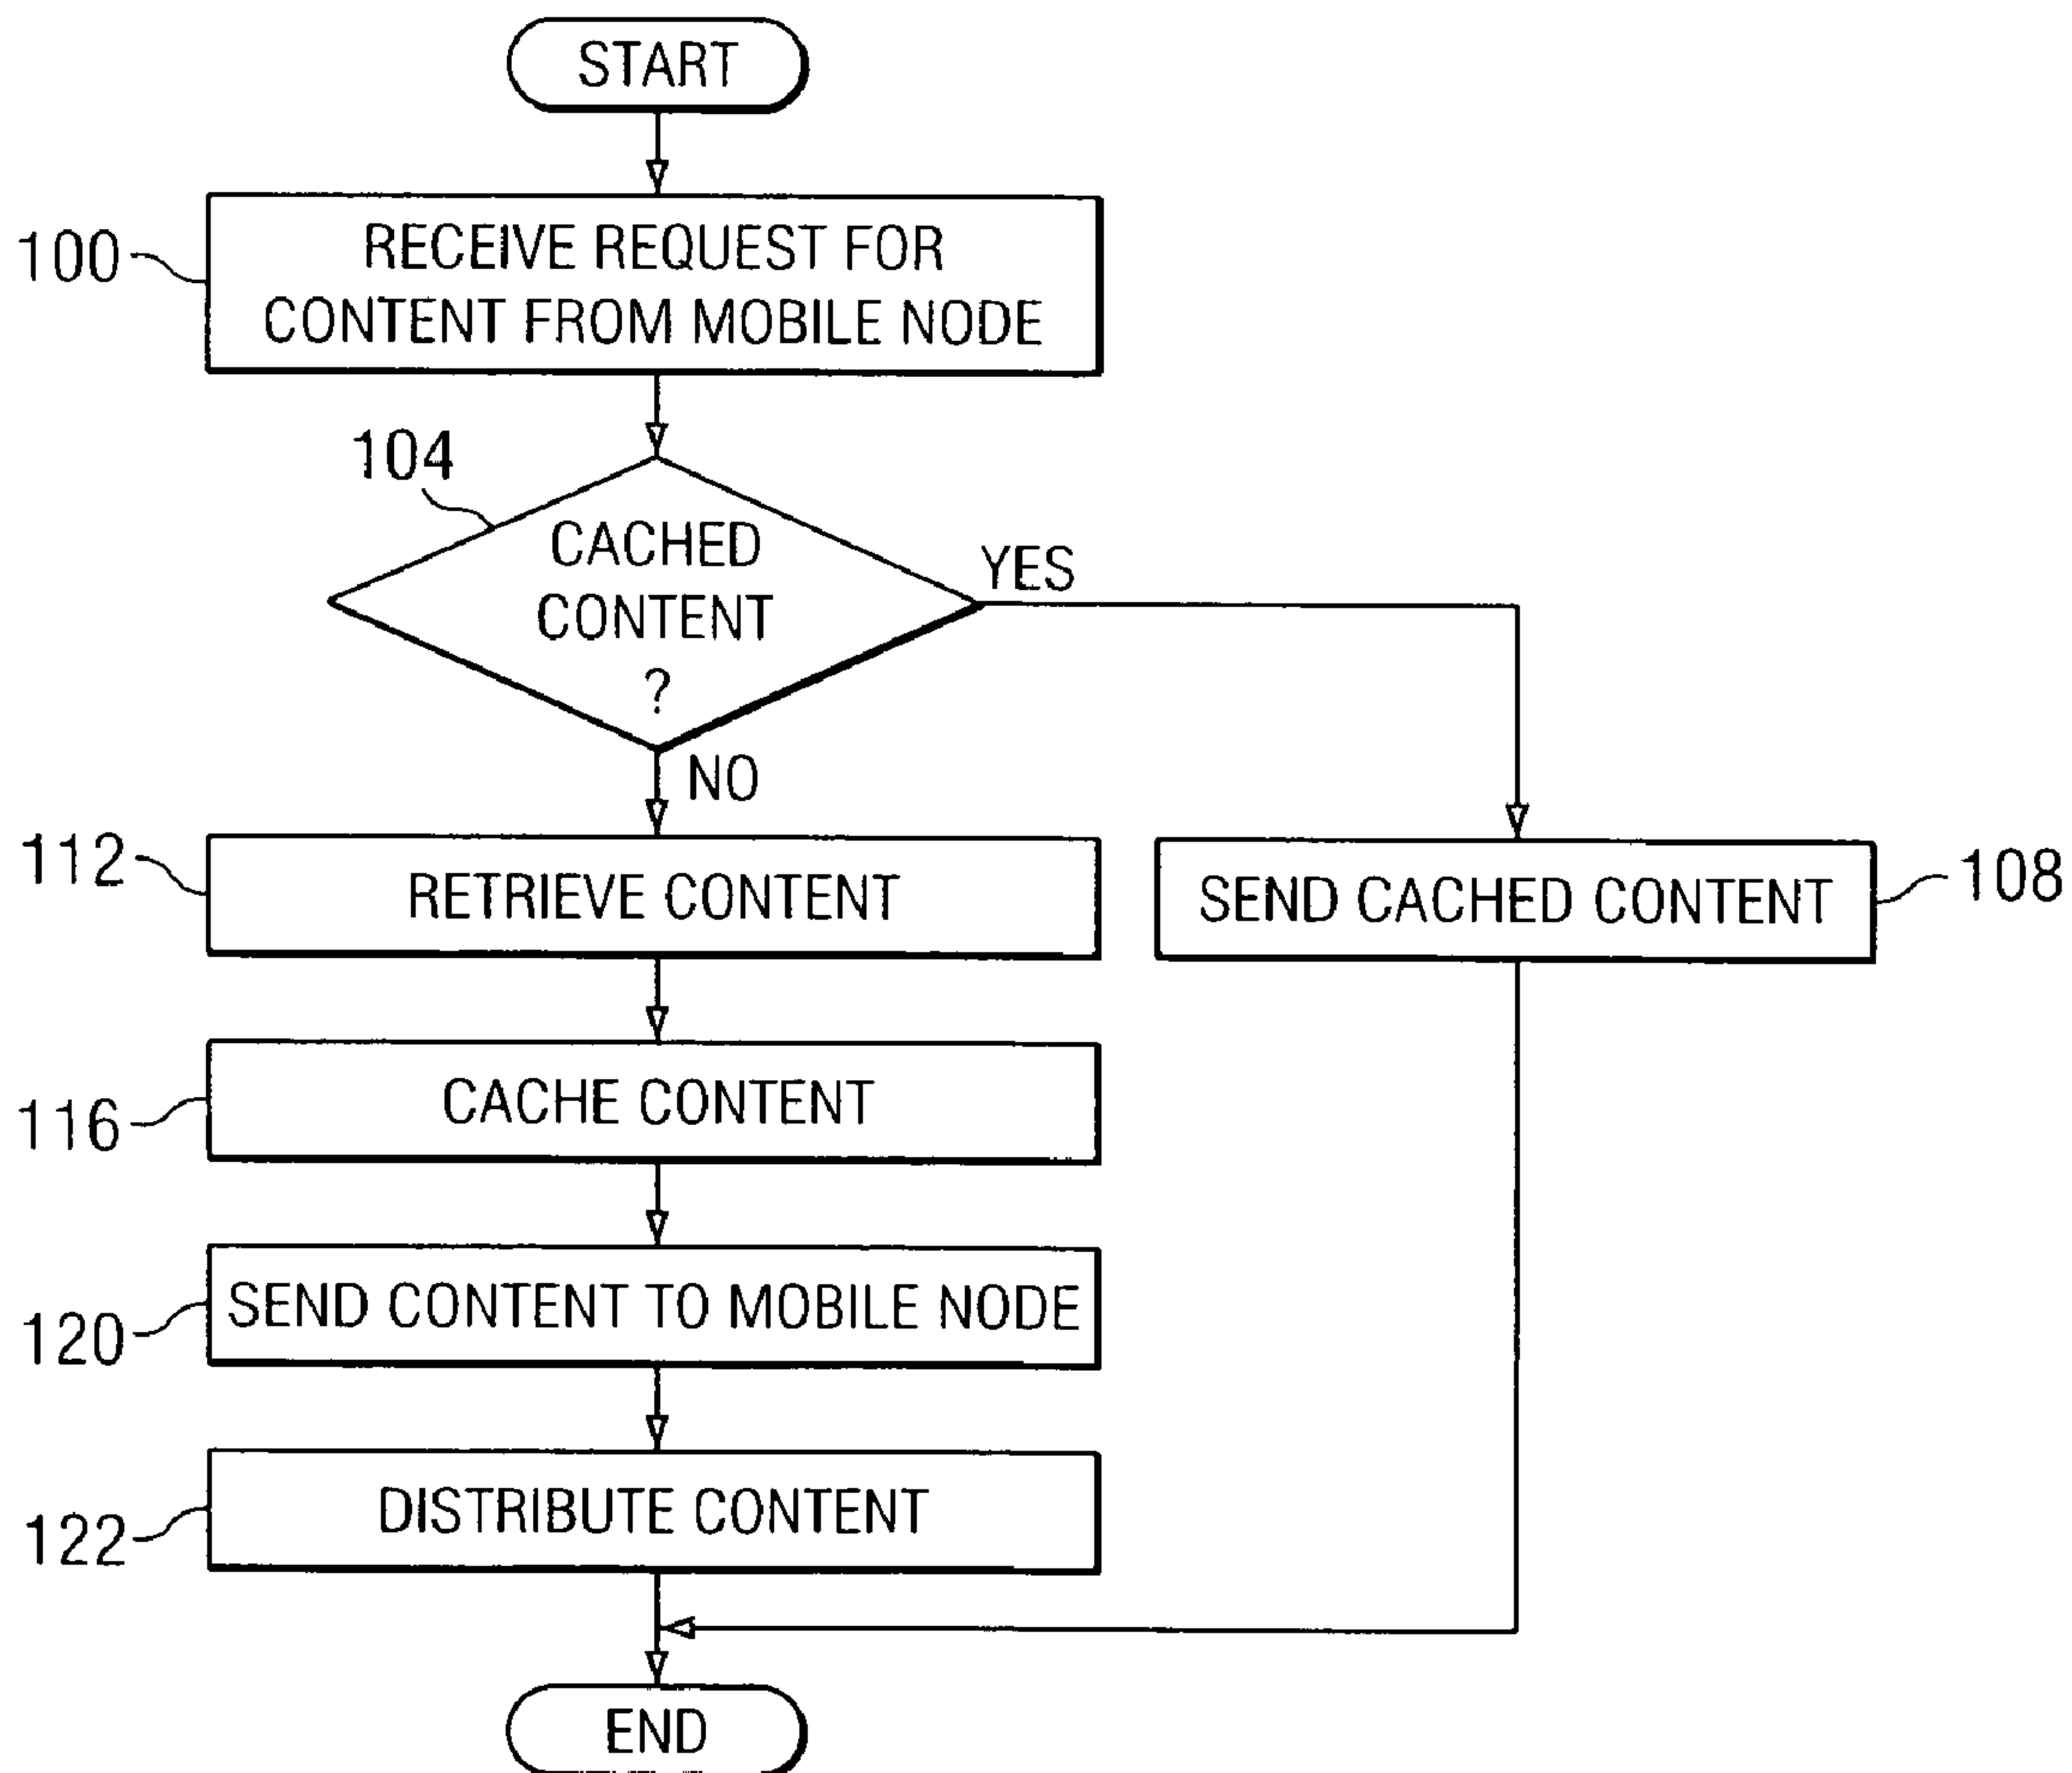 START
100
RECEIVE REQUEST FOR
CONTENT FROM MOBILE NODE
104
CACHED
CONTENT
?
YES
NO
112
RETRIEVE CONTENT
SEND CACHED CONTENT
108
116
CACHE CONTENT
120
SEND CONTENT TO MOBILE NODE
122
DISTRIBUTE CONTENT
END